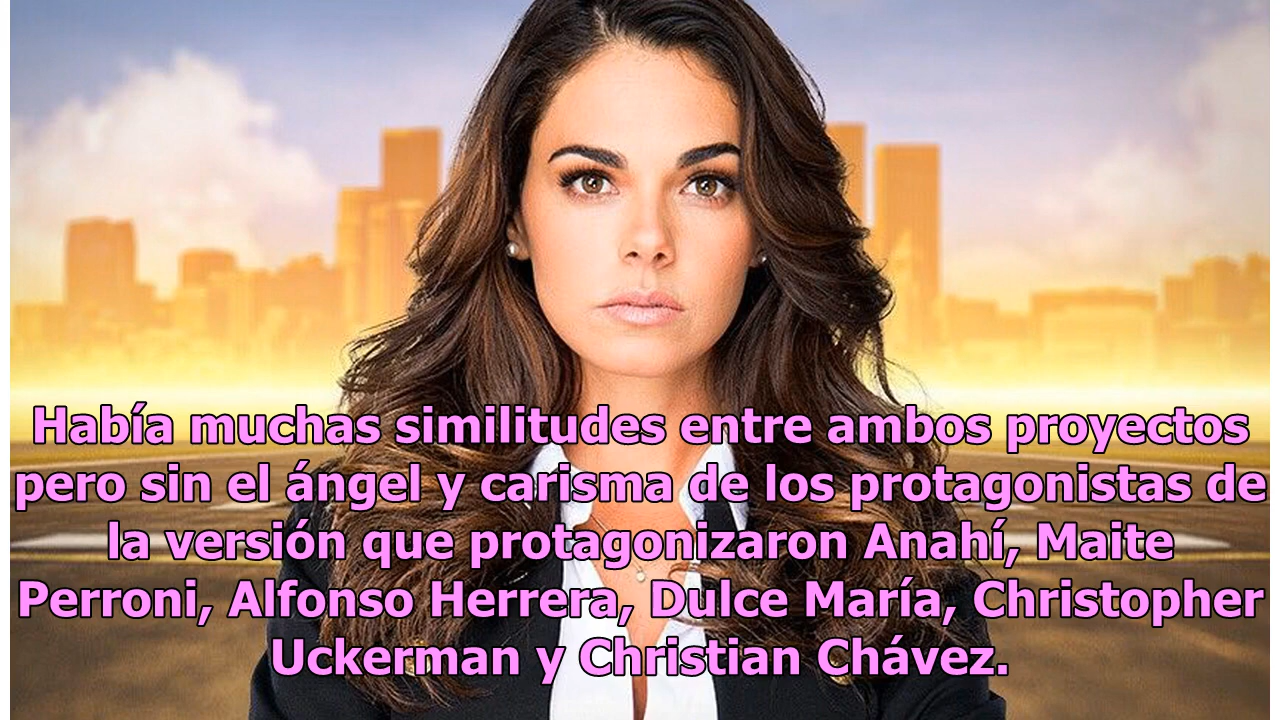 Había muchas similitudes entre ambos proyectos
pero sin el ángel y carisma de los protagonistas de
la versión que protagonizaron Anahí, Maite
Perroni, Alfonso Herrera, Dulce María, Christopher
Uckerman y Christian Chávez.